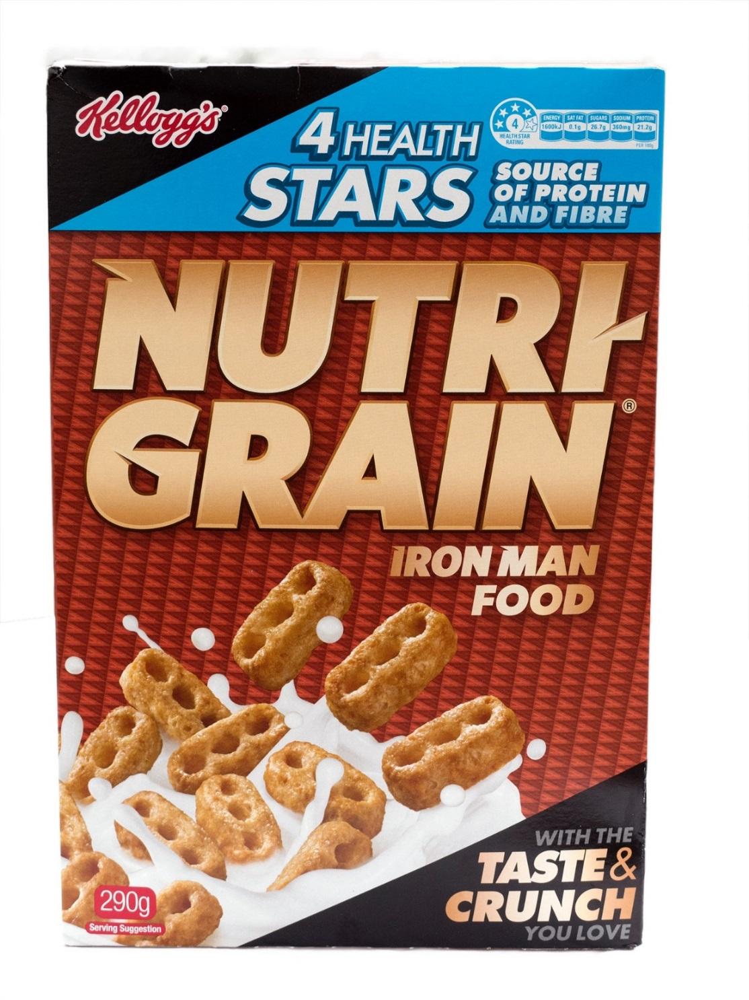 Kellogg's®
4 HEALTH
STARS
4
HEALTH STAR
RATING
ENERGY SAT FAT SUGARS SODIUM PROTEIN
1600kJ 0.1g 26.7g 360mg 21.2g
PER 100g
SOURCE
OF PROTEIN
AND FIBRE
NUTRI-
GRAIN®
IRON MAN
FOOD
WITH THE
TASTE &
CRUNCH
YOU LOVE
290g
Serving Suggestion